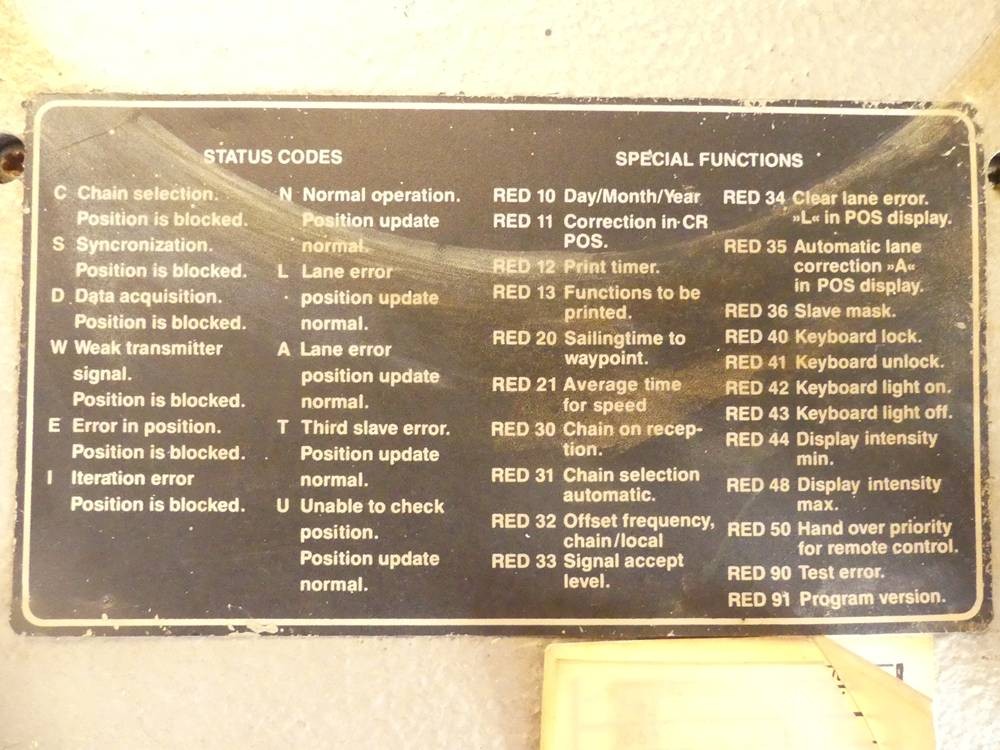 STATUS CODES
C Chain selection.
Position is blocked.
S Syncronization.
Position is blocked.
D Data acquisition.
Position is blocked.
W Weak transmitter
signal.
Position is blocked.
E Error in position.
Position is blocked.
I Iteration error
Position is blocked.
N Normal operation.
Position update
normal.
L Lane error
position update
normal.
A Lane error
position update
normal.
T Third slave error.
Position update
normal.
U Unable to check
position.
Position update
normal.
SPECIAL FUNCTIONS
RED 10 Day/Month/Year
RED 11 Correction in CR
POS.
RED 12 Print timer.
RED 13 Functions to be
printed.
RED 20 Sailingtime to
waypoint.
RED 21 Average time
for speed
RED 30 Chain on recep-
tion.
RED 31 Chain selection
automatic.
RED 32 Offset frequency,
chain/local
RED 33 Signal accept
level.
RED 34 Clear lane error.
»L« in POS display.
RED 35 Automatic lane
correction »A«
in POS display.
RED 36 Slave mask.
RED 40 Keyboard lock.
RED 41 Keyboard unlock.
RED 42 Keyboard light on.
RED 43 Keyboard light off.
RED 44 Display intensity
min.
RED 48 Display intensity
max.
RED 50 Hand over priority
for remote control.
RED 90 Test error.
RED 91 Program version.